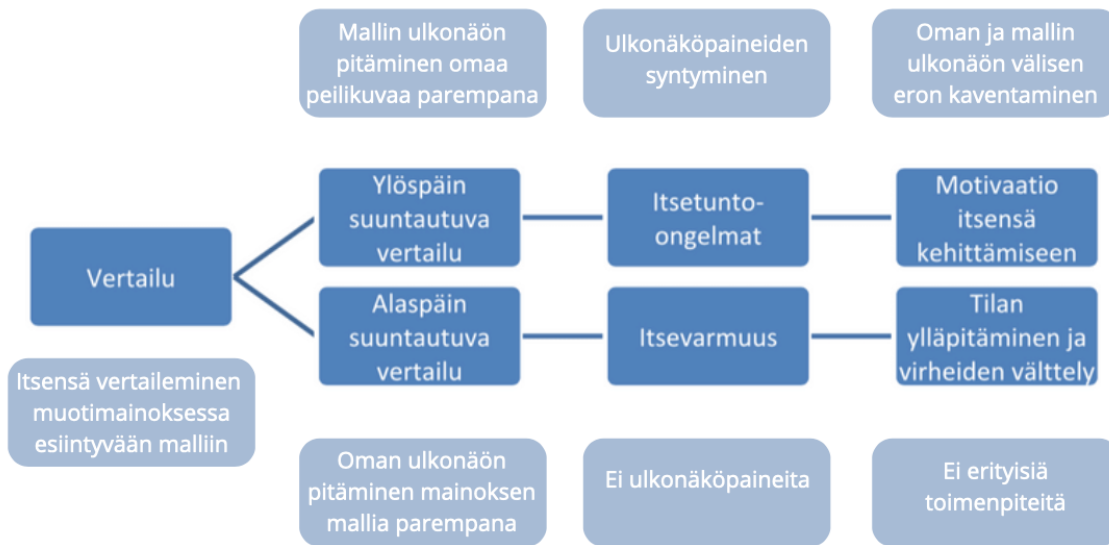 Mallin ulkonäön
pitäminen omaa
peilikuvaa parempana
Ulkonäköpaineiden
syntyminen
Oman ja mallin
ulkonäön välisen
eron kaventaminen
Ylöspäin
suuntautuva
vertailu
Itsetunto-
ongelmat
Motivaatio
itsensä
kehittämiseen
Vertailu
Alaspäin
suuntautuva
vertailu
Itsevarmuus
Tilan
ylläpitäminen ja
virheiden välttely
Itsensä vertaileminen
muotimainoksessa
esiintyvään malliin
Oman ulkonäön
pitäminen mainoksen
mallia parempana
Ei ulkonäköpaineita
Ei erityisiä
toimenpiteitä